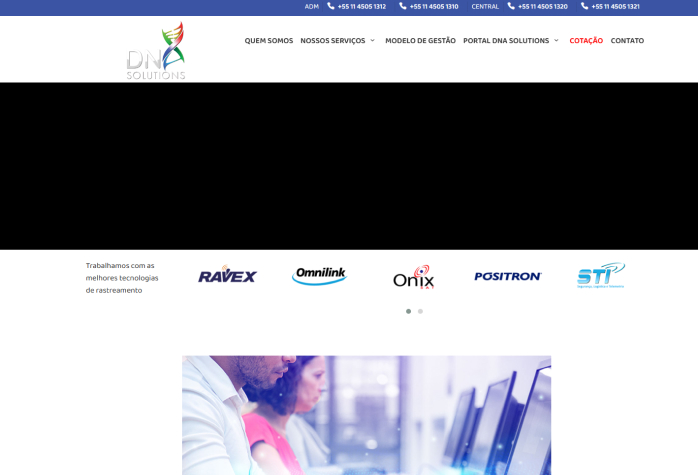 ADM +55 11 4505 1312 +55 11 4505 1310 CENTRAL +55 11 4505 1320 +55 11 4505 1321
DNA
SOLUTIONS
QUEM SOMOS NOSSOS SERVIÇOS MODELO DE GESTÃO PORTAL DNA SOLUTIONS COTAÇÃO CONTATO
Trabalhamos com as
melhores tecnologias
de rastreamento
RAVEX
Omnilink
Onix
SAT
PÓSITRON
STI